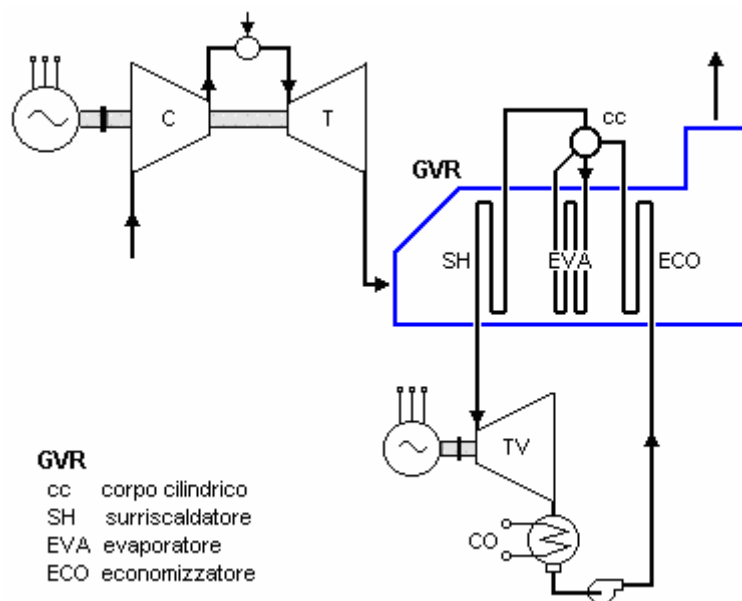 C
T
cc
GVR
SH
EVA
ECO
TV
CO
GVR
cc corpo cilindrico
SH surriscaldatore
EVA evaporatore
ECO economizzatore